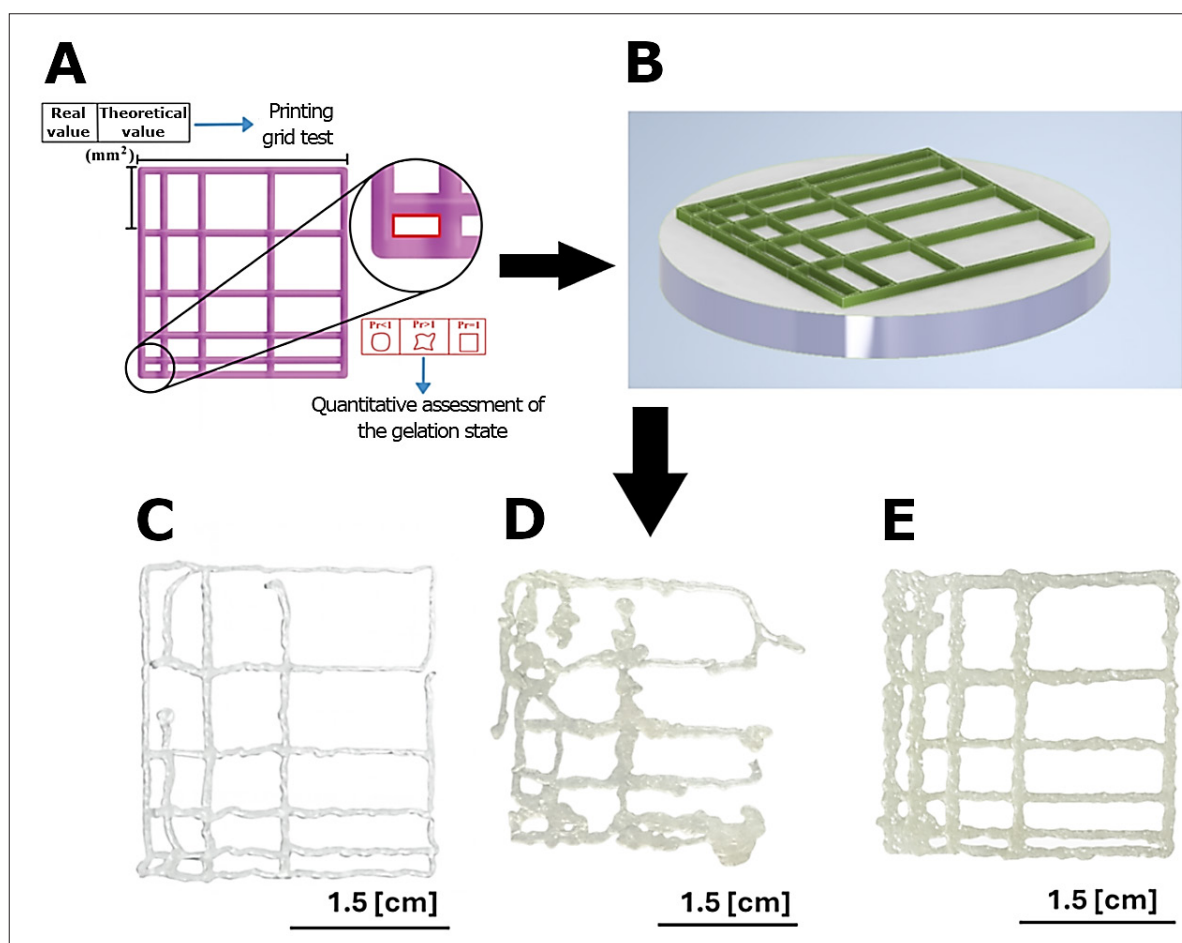 A
Real value
Theoretical value
Printing
grid test
(mm²)
Pr<1
Pr>1
Pr=1
Quantitative assessment of
the gelation state
B
C
D
E
1.5 [cm]
1.5 [cm]
1.5 [cm]